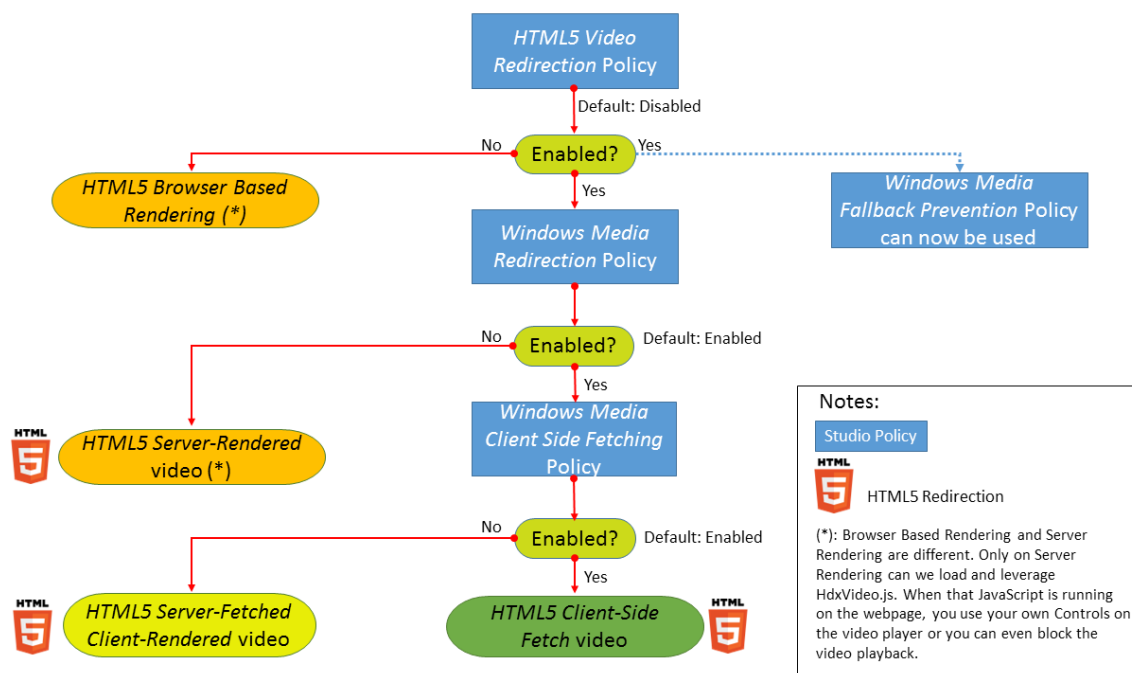 HTML5 Video
Redirection Policy
Default: Disabled
No
Enabled?
Yes
Yes
HTML5 Browser Based
Rendering (*)
Windows Media
Fallback Prevention Policy
can now be used
Windows Media
Redirection Policy
No
Enabled?
Default: Enabled
Yes
HTML
5
HTML5 Server-Rendered
video (*)
Windows Media
Client Side Fetching
Policy
No
Enabled?
Default: Enabled
Yes
HTML
5
HTML5 Server-Fetched
Client-Rendered video
HTML5 Client-Side
Fetch video
HTML
5
Notes:
Studio Policy
HTML
5
HTML5 Redirection
(*): Browser Based Rendering and Server
Rendering are different. Only on Server
Rendering can we load and leverage
HdxVideo.js. When that JavaScript is running
on the webpage, you use your own Controls on
the video player or you can even block the
video playback.